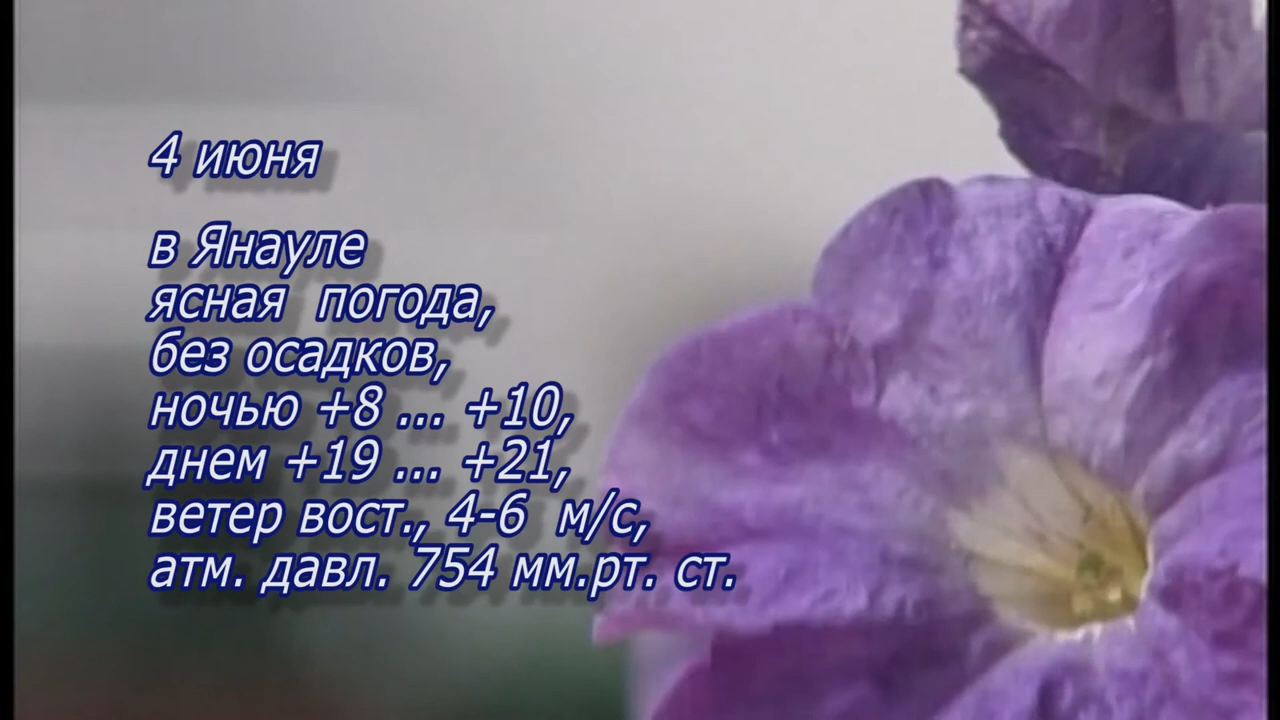 4 июня
в Янауле
ясная погода,
без осадков,
ночью +8 ... +10,
днем +19 ... +21,
ветер вост., 4-6 м/с,
атм. давл. 754 мм.рт. ст.